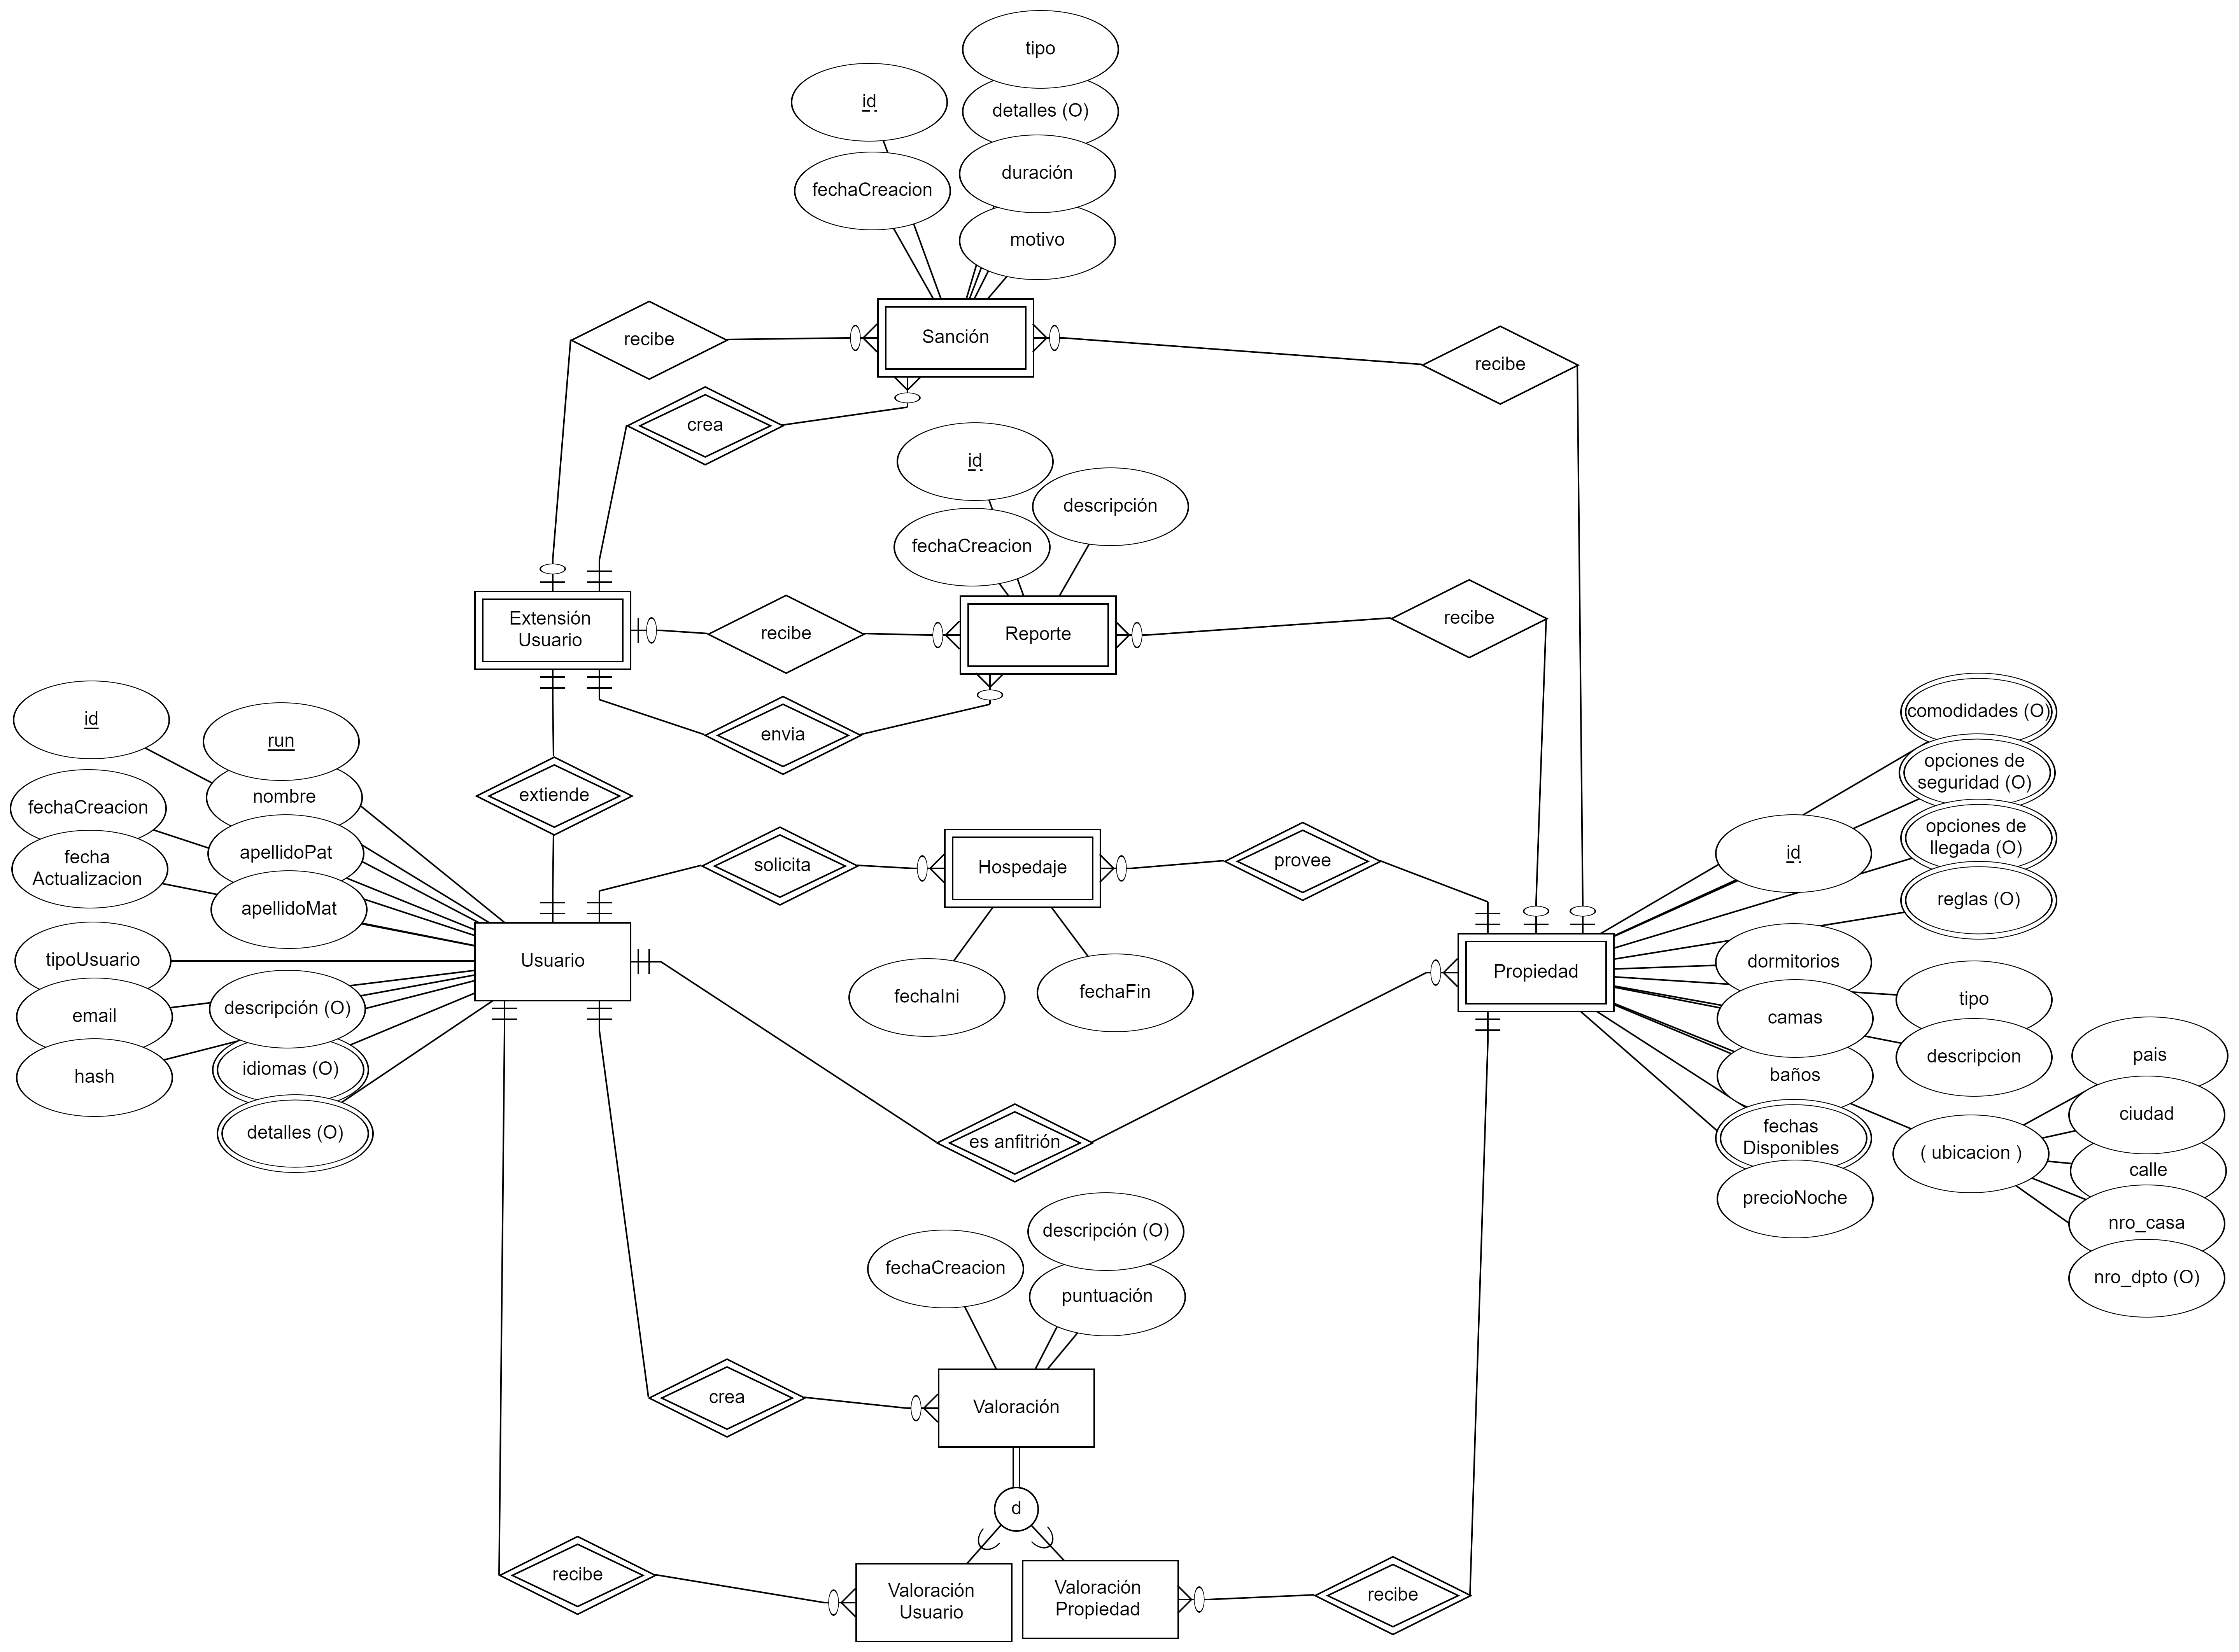 tipo
id
detalles (O)
duración
fechaCreacion
motivo
Sanción
recibe
recibe
crea
id
descripción
fechaCreacion
Extensión
Usuario
recibe
Reporte
recibe
envia
id
run
nombre
fechaCreacion
apellidoPat
fecha
Actualizacion
apellidoMat
tipoUsuario
email
descripción (O)
hash
idiomas (O)
detalles (O)
extiende
Usuario
solicita
Hospedaje
provee
fechaIni
fechaFin
es anfitrión
Propiedad
comodidades (O)
opciones de
seguridad (O)
id
opciones de
llegada (O)
reglas (O)
dormitorios
tipo
camas
descripcion
baños
fechas
Disponibles
precioNoche
( ubicacion )
pais
ciudad
calle
nro_casa
nro_dpto (O)
descripción (O)
fechaCreacion
puntuación
crea
Valoración
d
recibe
Valoración
Usuario
Valoración
Propiedad
recibe